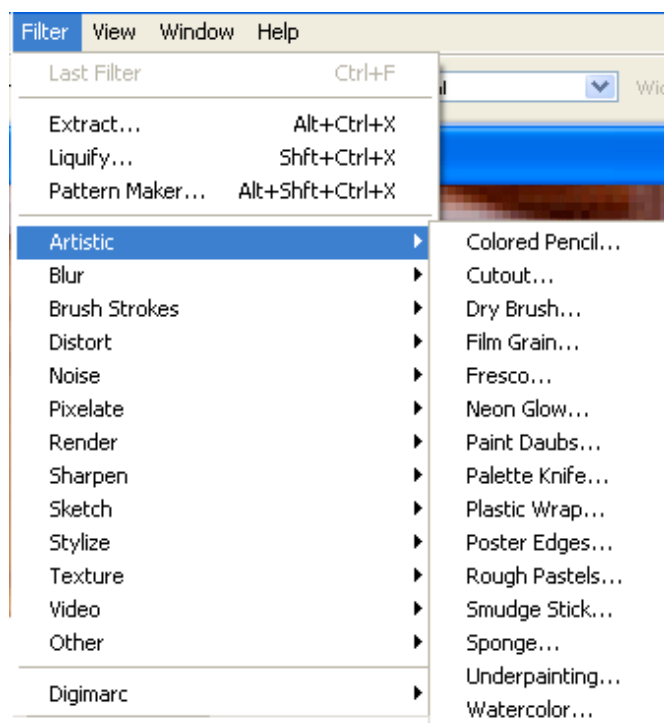 Filter View Window Help
Last Filter Ctrl+F
Extract... Alt+Ctrl+X
Liquify... Shft+Ctrl+X
Pattern Maker... Alt+Shft+Ctrl+X
Artistic
Blur
Brush Strokes
Distort
Noise
Pixelate
Render
Sharpen
Sketch
Stylize
Texture
Video
Other
Digimarc
Colored Pencil...
Cutout...
Dry Brush...
Film Grain...
Fresco...
Neon Glow...
Paint Daubs...
Palette Knife...
Plastic Wrap...
Poster Edges...
Rough Pastels...
Smudge Stick...
Sponge...
Underpainting...
Watercolor...